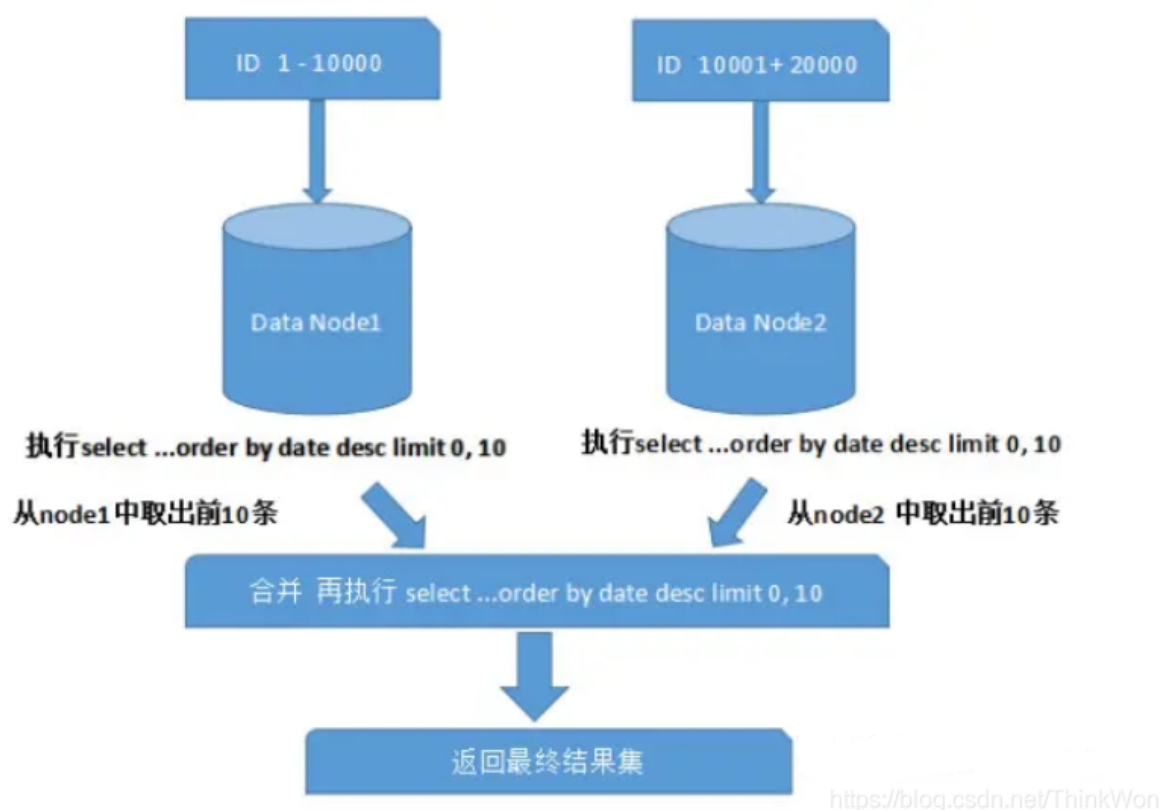 ID 1 - 10000
ID 10001+ 20000
Data Node1
Data Node2
执行select ...order by date desc limit 0, 10
执行select ...order by date desc limit 0, 10
从node1中取出前10条
从node2 中取出前10条
合并 再执行 select ...order by date desc limit 0, 10
返回最终结果集
https://blog.csdn.net/ThinkWon